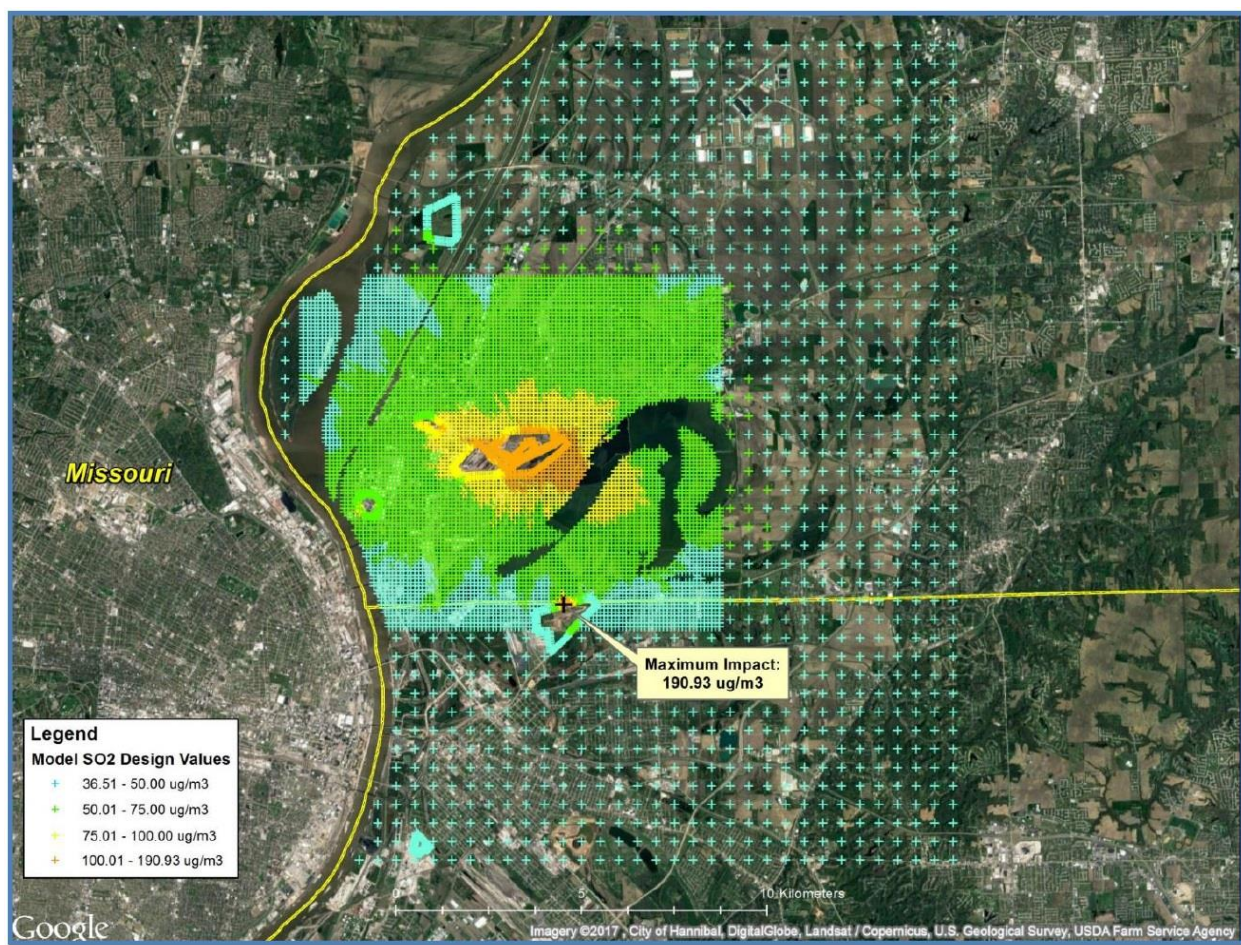 Missouri
Maximum Impact:
190.93 ug/m3
Legend
Model SO2 Design Values
36.51 - 50.00 ug/m3
50.01 - 75.00 ug/m3
75.01 - 100.00 ug/m3
100.01 - 190.93 ug/m3
0 5 10 Kilometers
Google
Imagery ©2017 , City of Hannibal, DigitalGlobe, Landsat / Copernicus, U.S. Geological Survey, USDA Farm Service Agency